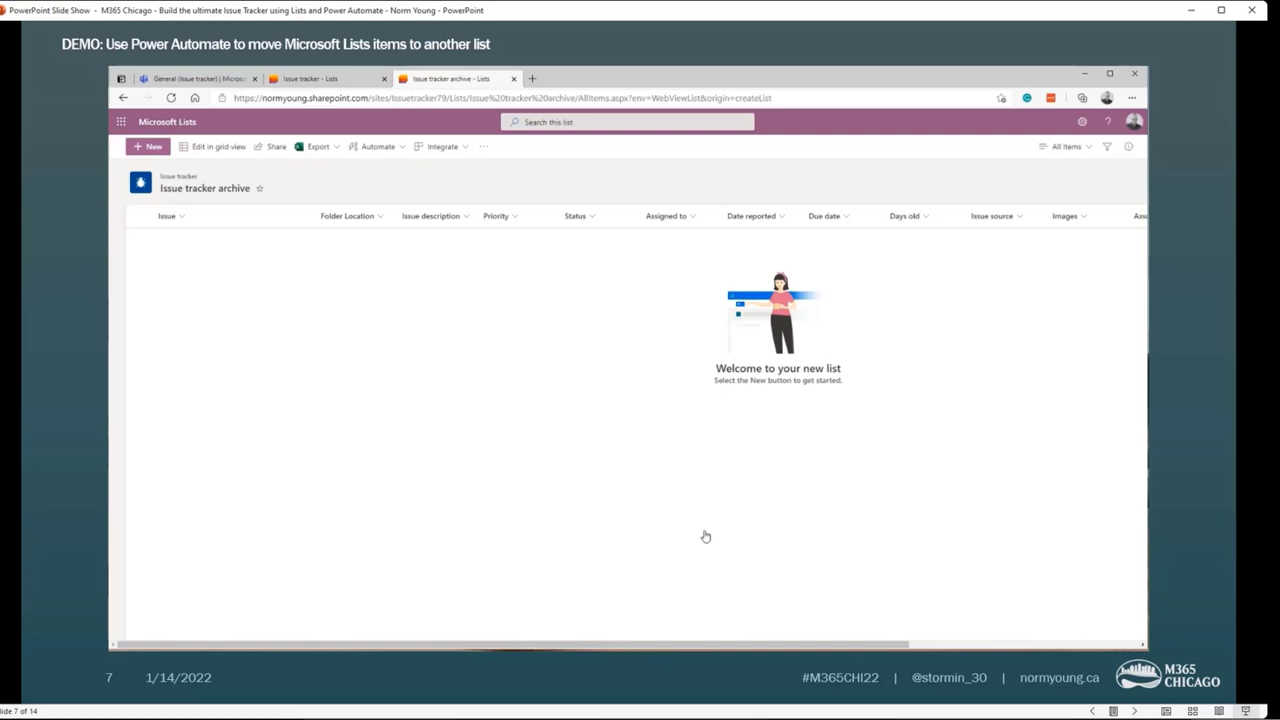 PowerPoint Slide Show - M365 Chicago - Build the ultimate Issue Tracker using Lists and Power Automate - Norm Young - PowerPoint
DEMO: Use Power Automate to move Microsoft Lists items to another list
General (Issue tracker) | Microso
Issue tracker - Lists
Issue tracker archive - Lists
https://normyoung.sharepoint.com/sites/Issuetracker79/Lists/Issue%20tracker%20archive/AllItems.aspx?env=WebViewList&origin=createList
Microsoft Lists
Search this list
New
Edit in grid view
Share
Export
Automate
Integrate
All Items
Issue tracker
Issue tracker archive
Issue
Folder Location
Issue description
Priority
Status
Assigned to
Date reported
Due date
Days old
Issue source
Images
Asso
Welcome to your new list
Select the New button to get started.
7
1/14/2022
#M365CHI22 | @stormin_30 | normyoung.ca
M365
CHICAGO
Slide 7 of 14